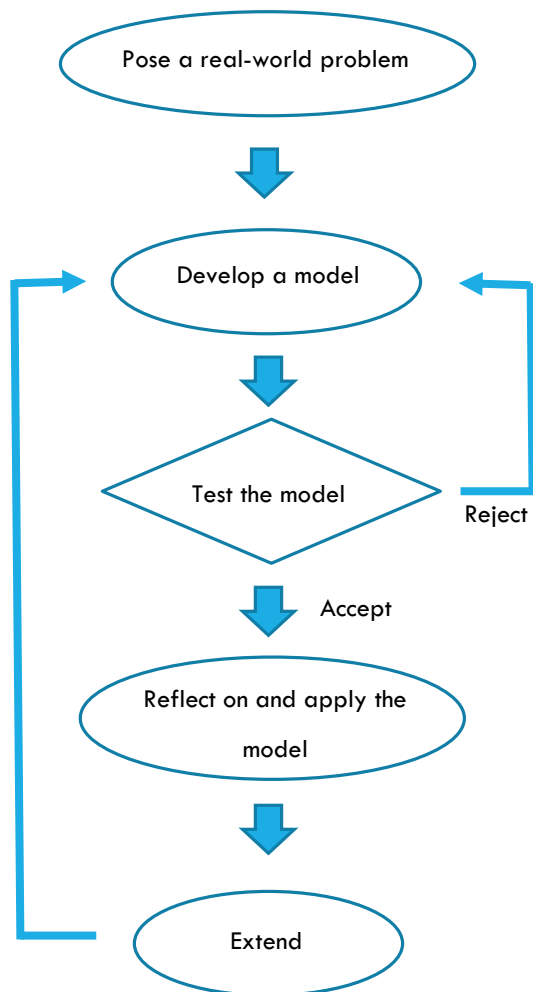 Pose a real-world problem
Develop a model
Test the model
Reject
Accept
Reflect on and apply the
model
Extend